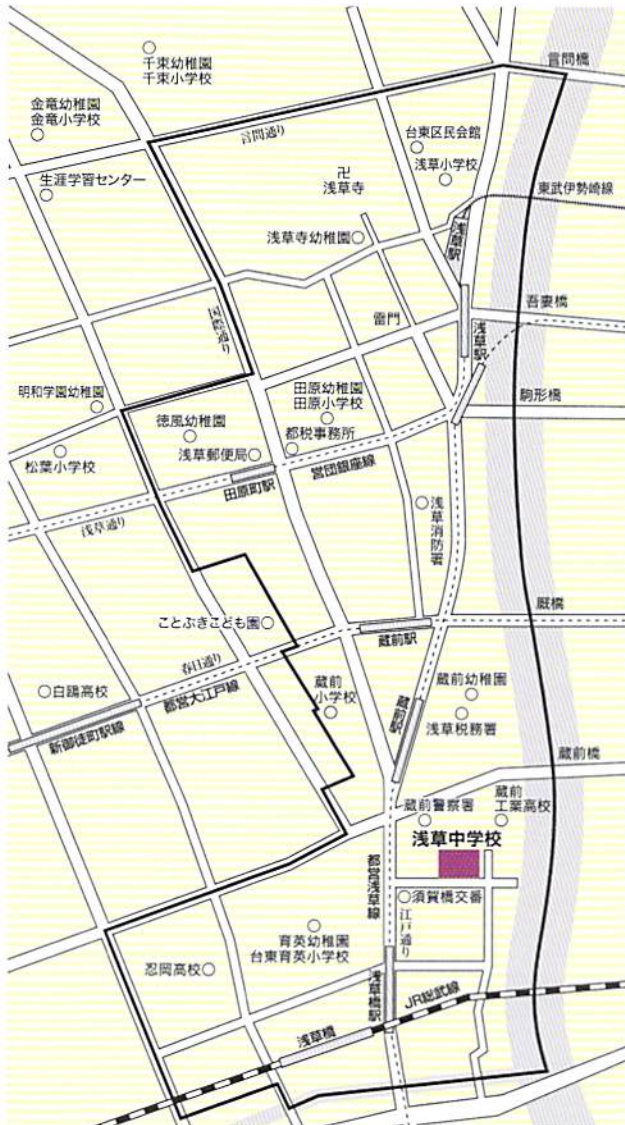 言問橋
千束幼稚園
千束小学校
金竜幼稚園
金竜小学校
言問通り
台東区民会館
浅草小学校
卍
浅草寺
生涯学習センター
東武伊勢崎線
浅草寺幼稚園
浅草駅
国際通り
雷門
吾妻橋
浅草駅
明和学園幼稚園
田原幼稚園
田原小学校
駒形橋
徳風幼稚園
都税事務所
松葉小学校
浅草郵便局
田原町駅
営団銀座線
浅草通り
浅草消防署
ことぶきこども園
厩橋
蔵前駅
春日通り
白鴎高校
都営大江戸線
蔵前
小学校
蔵前駅
蔵前幼稚園
浅草税務署
新御徒町駅線
蔵前橋
蔵前警察署
蔵前
工業高校
浅草中学校
都営浅草線
須賀橋交番
江戸通り
育英幼稚園
台東育英小学校
忍岡高校
浅草橋駅
JR総武線
浅草橋